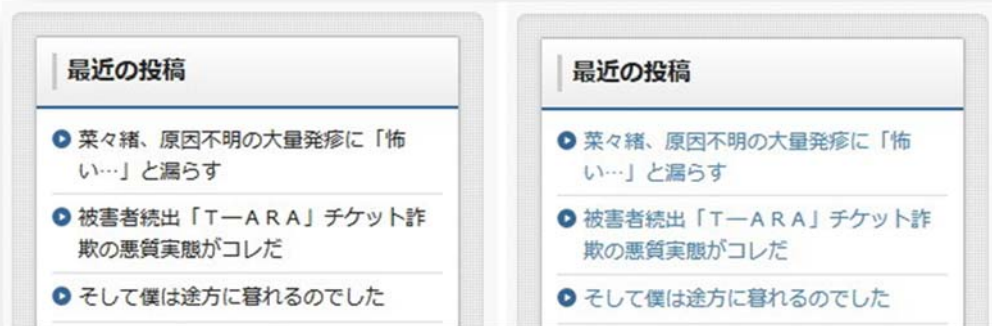 最近の投稿
菜々緒、原因不明の大量発疹に「怖
い…」と漏らす
被害者続出「T―ARA」チケット詐
欺の悪質実態がコレだ
そして僕は途方に暮れるのでした
最近の投稿
菜々緒、原因不明の大量発疹に「怖
い…」と漏らす
被害者続出「T―ARA」チケット詐
欺の悪質実態がコレだ
そして僕は途方に暮れるのでした